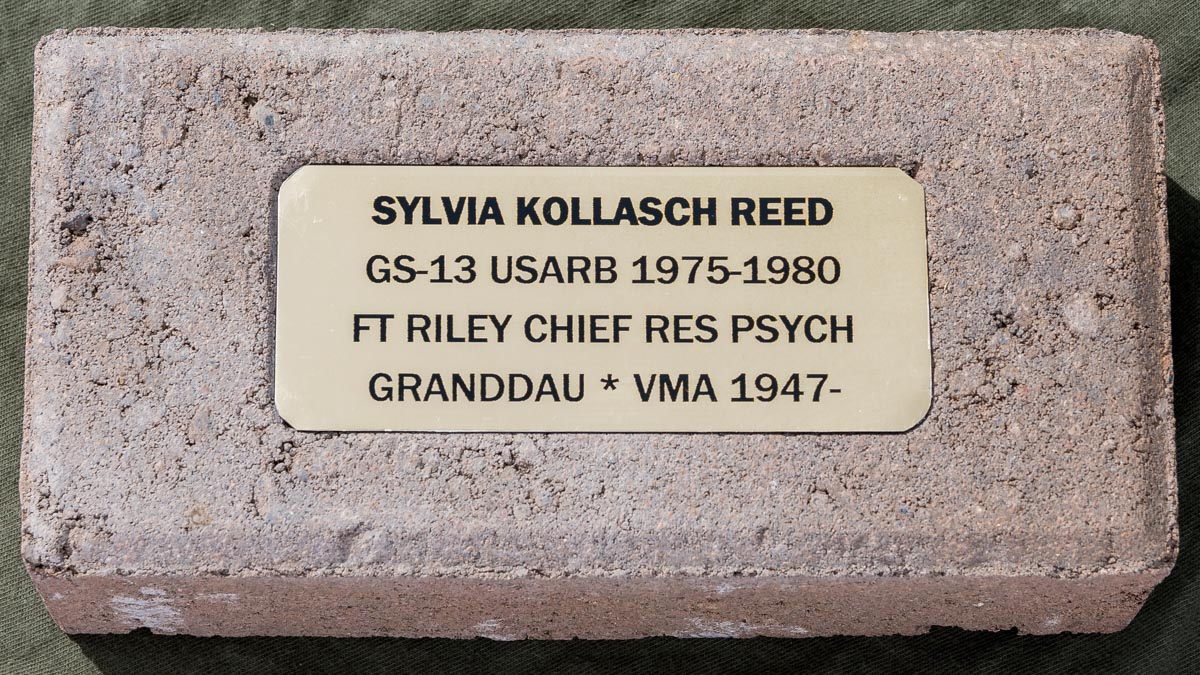 SYLVIA KOLLASCH REED
GS-13 USARB 1975-1980
FT RILEY CHIEF RES PSYCH
GRANDDAU * VMA 1947-